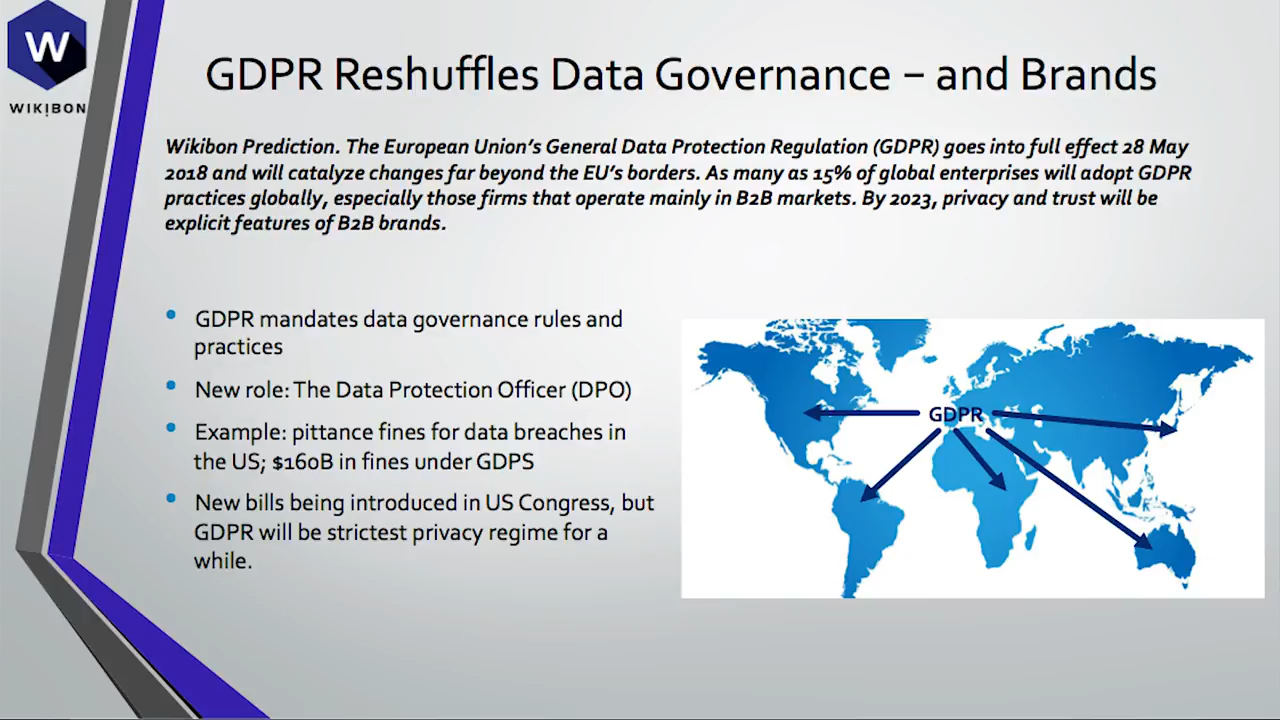 W
WIKIBON
GDPR Reshuffles Data Governance – and Brands
Wikibon Prediction. The European Union's General Data Protection Regulation (GDPR) goes into full effect 28 May
2018 and will catalyze changes far beyond the EU's borders. As many as 15% of global enterprises will adopt GDPR
practices globally, especially those firms that operate mainly in B2B markets. By 2023, privacy and trust will be
explicit features of B2B brands.
• GDPR mandates data governance rules and
practices
• New role: The Data Protection Officer (DPO)
• Example: pittance fines for data breaches in
the US; $160B in fines under GDPS
• New bills being introduced in US Congress, but
GDPR will be strictest privacy regime for a
while.
GDPR